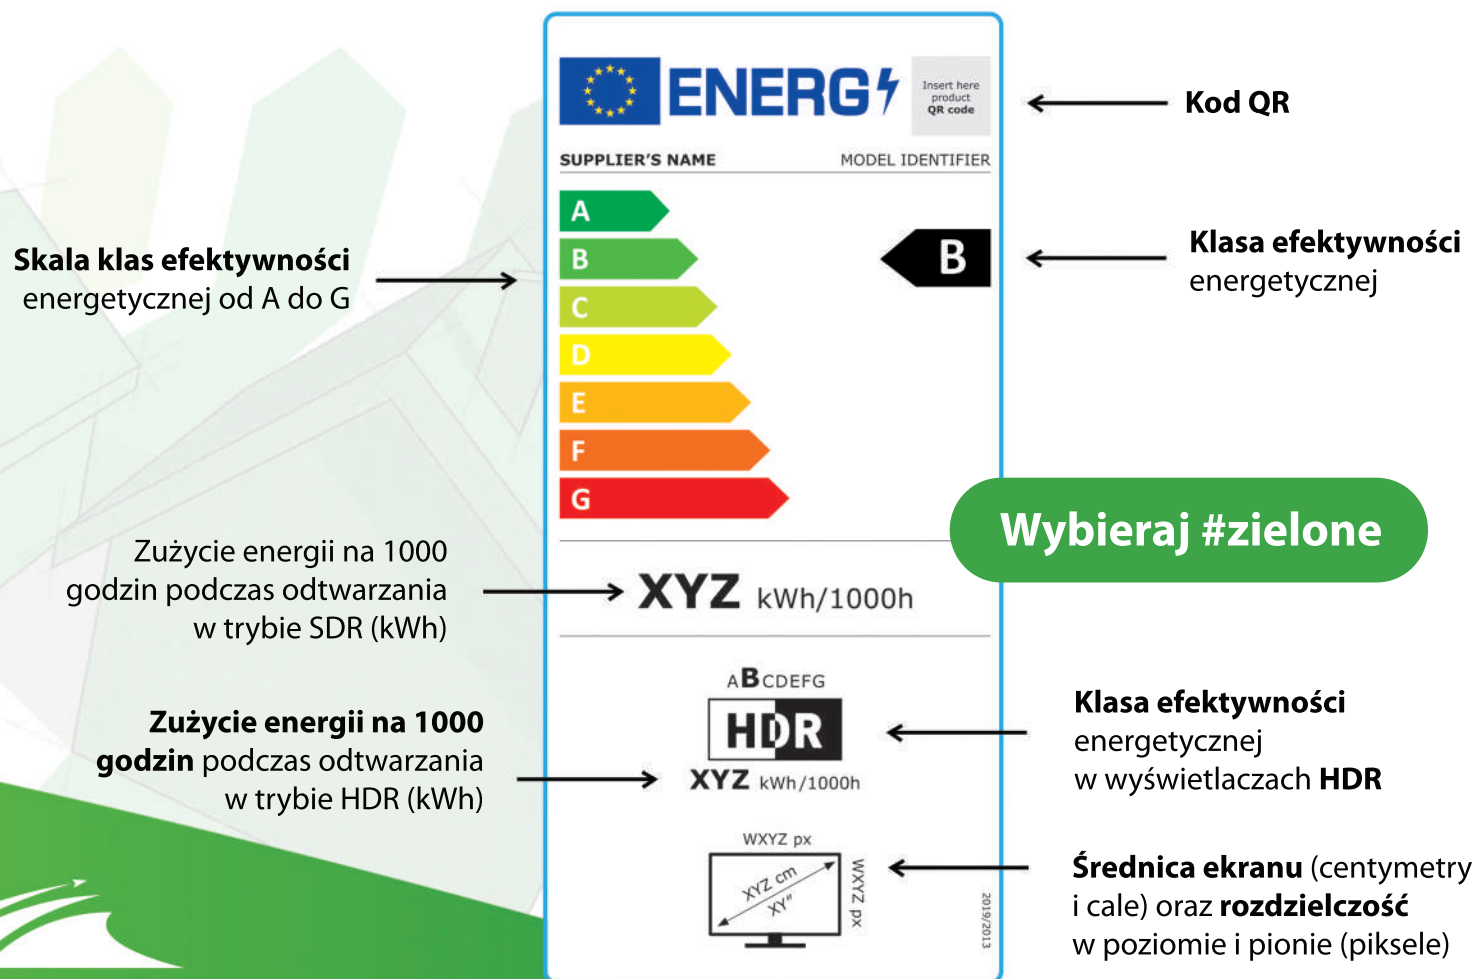 ENERG
Insert here
product
QR code
Kod QR
SUPPLIER'S NAME
MODEL IDENTIFIER
A
B
C
D
E
F
G
B
Skala klas efektywności
energetycznej od A do G
Klasa efektywności
energetycznej
Wybieraj #zielone
Zużycie energii na 1000
godzin podczas odtwarzania
w trybie SDR (kWh)
XYZ kWh/1000h
ABCDEFG
HDR
XYZ kWh/1000h
Zużycie energii na 1000
godzin podczas odtwarzania
w trybie HDR (kWh)
Klasa efektywności
energetycznej
w wyświetlaczach HDR
WXYZ px
XYZ cm
XY"
WXYZ px
2019/2013
Średnica ekranu (centymetry
i cale) oraz rozdzielczość
w poziomie i pionie (piksele)